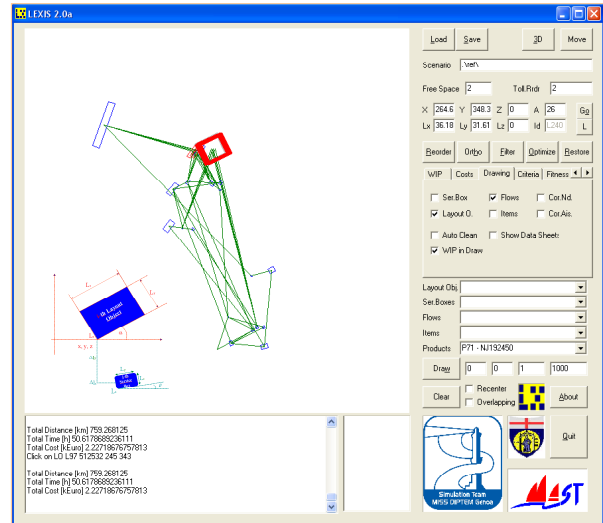 LEXIS 2.0a
Load Save 3D Move
Scenario .\ref\
Free Space 2 Toll.Rrdr 2
X 264.6 Y 348.3 Z 0 A 26 Go
Lx 36.18 Ly 31.61 Lz 0 Id L240 L
Reorder Ortho Filter Optimize Restore
WIP Costs Drawing Criteria Fitness
Ser.Box Flows Cor.Nd.
Layout O. Items Cor.Ais.
Auto Clean Show Data Sheets
WIP in Draw
Layout Obj.
Ser.Boxes
Flows
Items
Products P71 - NJ192450
Draw 0 0 1 1000
Clear Recenter About
Overlapping
Layout
Object
x, y, z
Total Distance [km] 759.268125
Total Time [h] 50.6178689236111
Total Cost [kEuro] 2.22718676757813
Click on LO L97 512532 245 343
Total Distance [km] 759.268125
Total Time [h] 50.6178689236111
Total Cost [kEuro] 2.22718676757813
Quit
Simulation Team
MISS DIPTEM Genoa
ST